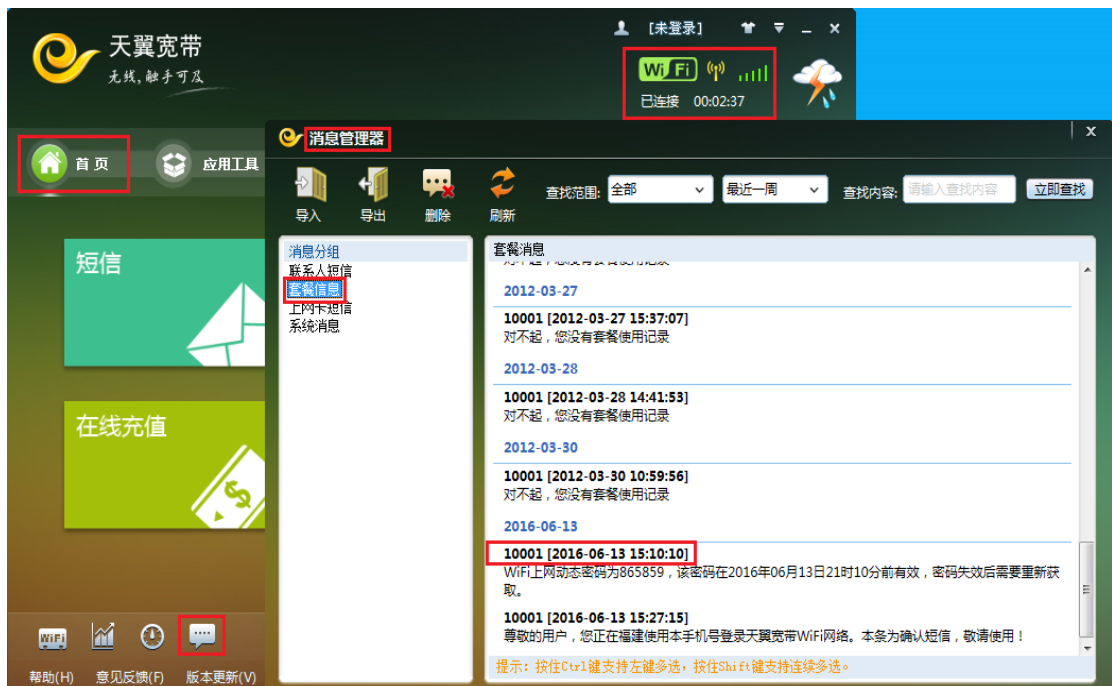 天翼宽带
无线,触手可及
[未登录]
WiFi
已连接 00:02:37
首页
应用工具
消息管理器
导入
导出
删除
刷新
查找范围:
全部
最近一周
查找内容:
请输入查找内容
立即查找
短信
在线充值
消息分组
联系人短信
套餐信息
上网卡短信
系统消息
套餐消息
对不起，您没有套餐使用记录
2012-03-27
10001 [2012-03-27 15:37:07]
对不起，您没有套餐使用记录
2012-03-28
10001 [2012-03-28 14:41:53]
对不起，您没有套餐使用记录
2012-03-30
10001 [2012-03-30 10:59:56]
对不起，您没有套餐使用记录
2016-06-13
10001 [2016-06-13 15:10:10]
WiFi上网动态密码为865859，该密码在2016年06月13日21时10分前有效，密码失效后需要重新获
取。
10001 [2016-06-13 15:27:15]
尊敬的用户，您正在福建使用本手机号登录天翼宽带WiFi网络。本条为确认短信，敬请使用！
提示：按住Ctrl键支持左键多选，按住Shift键支持连续多选。
WiFi
帮助(H)
意见反馈(F)
版本更新(V)